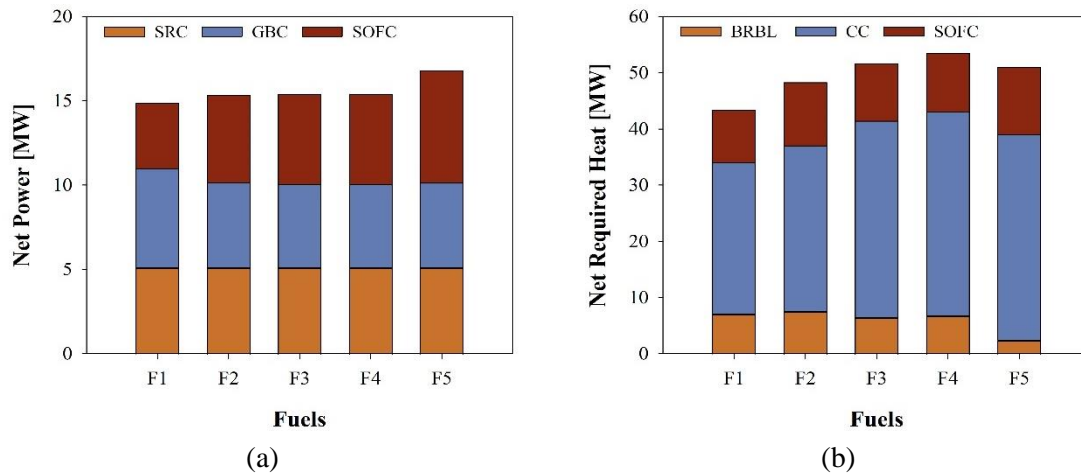 Net Power [MW]
20
15
10
5
0
SRC GBC SOFC
F1 F2 F3 F4 F5
Fuels
(a)
Net Required Heat [MW]
60
50
40
30
20
10
0
BRBL CC SOFC
F1 F2 F3 F4 F5
Fuels
(b)